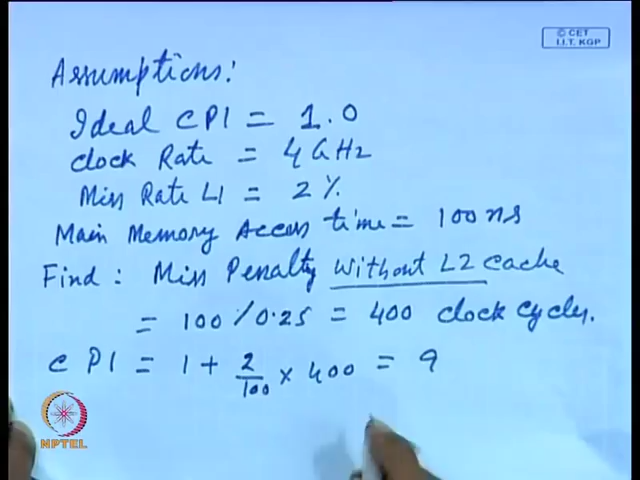 © CET
I.I.T. KGP
Assumptions:
Ideal CPI = 1.0
Clock Rate = 4 GHz
Miss Rate L1 = 2%
Main Memory Access time = 100 ns
Find: Miss Penalty Without L2 cache
= 100/0.25 = 400 clock cycles.
CPI = 1 + 2/100 × 400 = 9
NPTEL